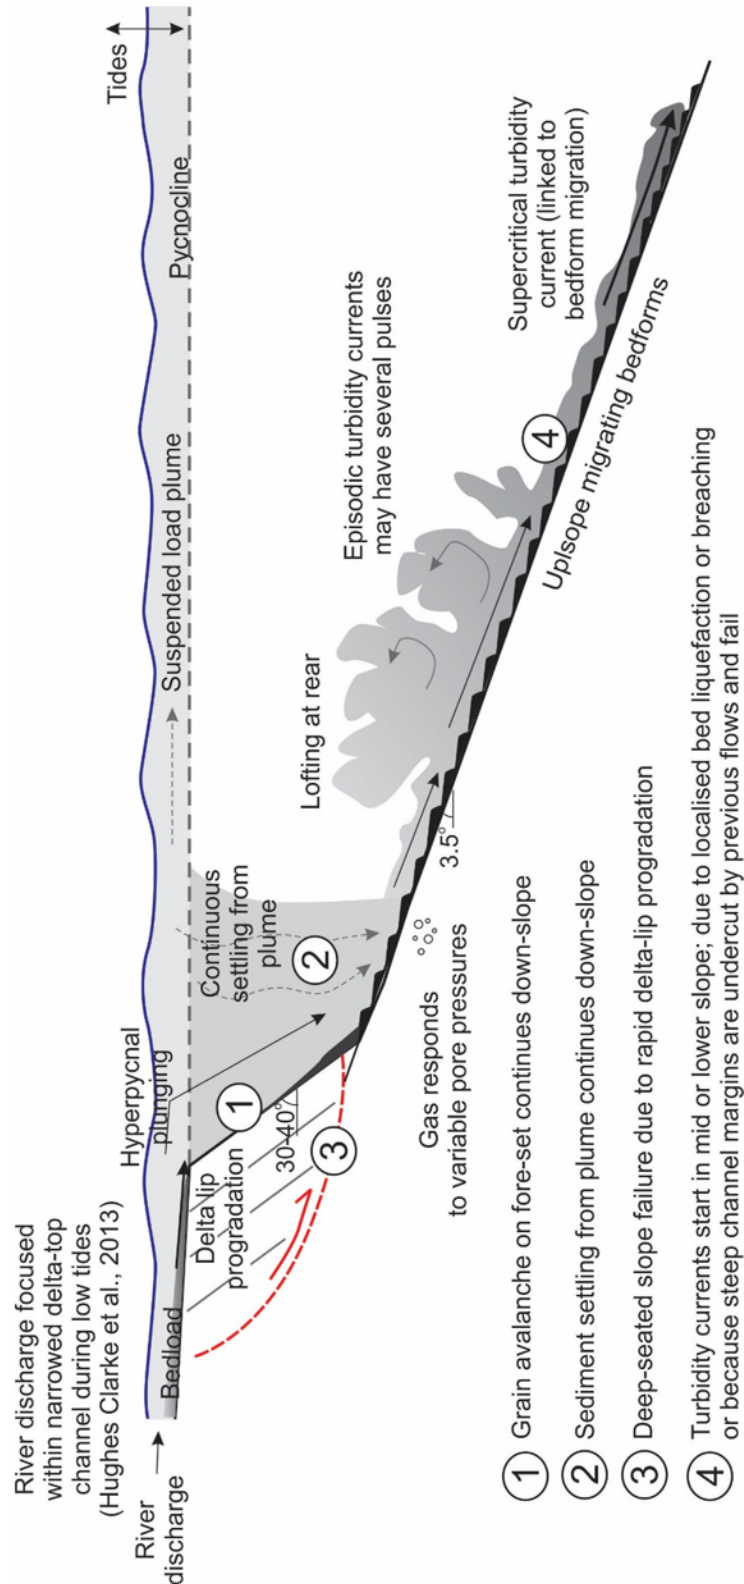 River discharge focused
within narrowed delta-top
channel during low tides
(Hughes Clarke et al., 2013)
River
discharge
Tides
Hyperpycnal
plunging
Suspended load plume
Pycnocline
Bedload
Delta lip
progradation
1
30-40°
3
Continuous
settling from
plume
2
Gas responds
to variable pore pressures
3.5°
Lofting at rear
Episodic turbidity currents
may have several pulses
4
Supercritical turbidity
current (linked to
bedform migration)
Uplsope migrating bedforms
1 Grain avalanche on fore-set continues down-slope
2 Sediment settling from plume continues down-slope
3 Deep-seated slope failure due to rapid delta-lip progradation
4 Turbidity currents start in mid or lower slope; due to localised bed liquefaction or breaching
or because steep channel margins are undercut by previous flows and fail